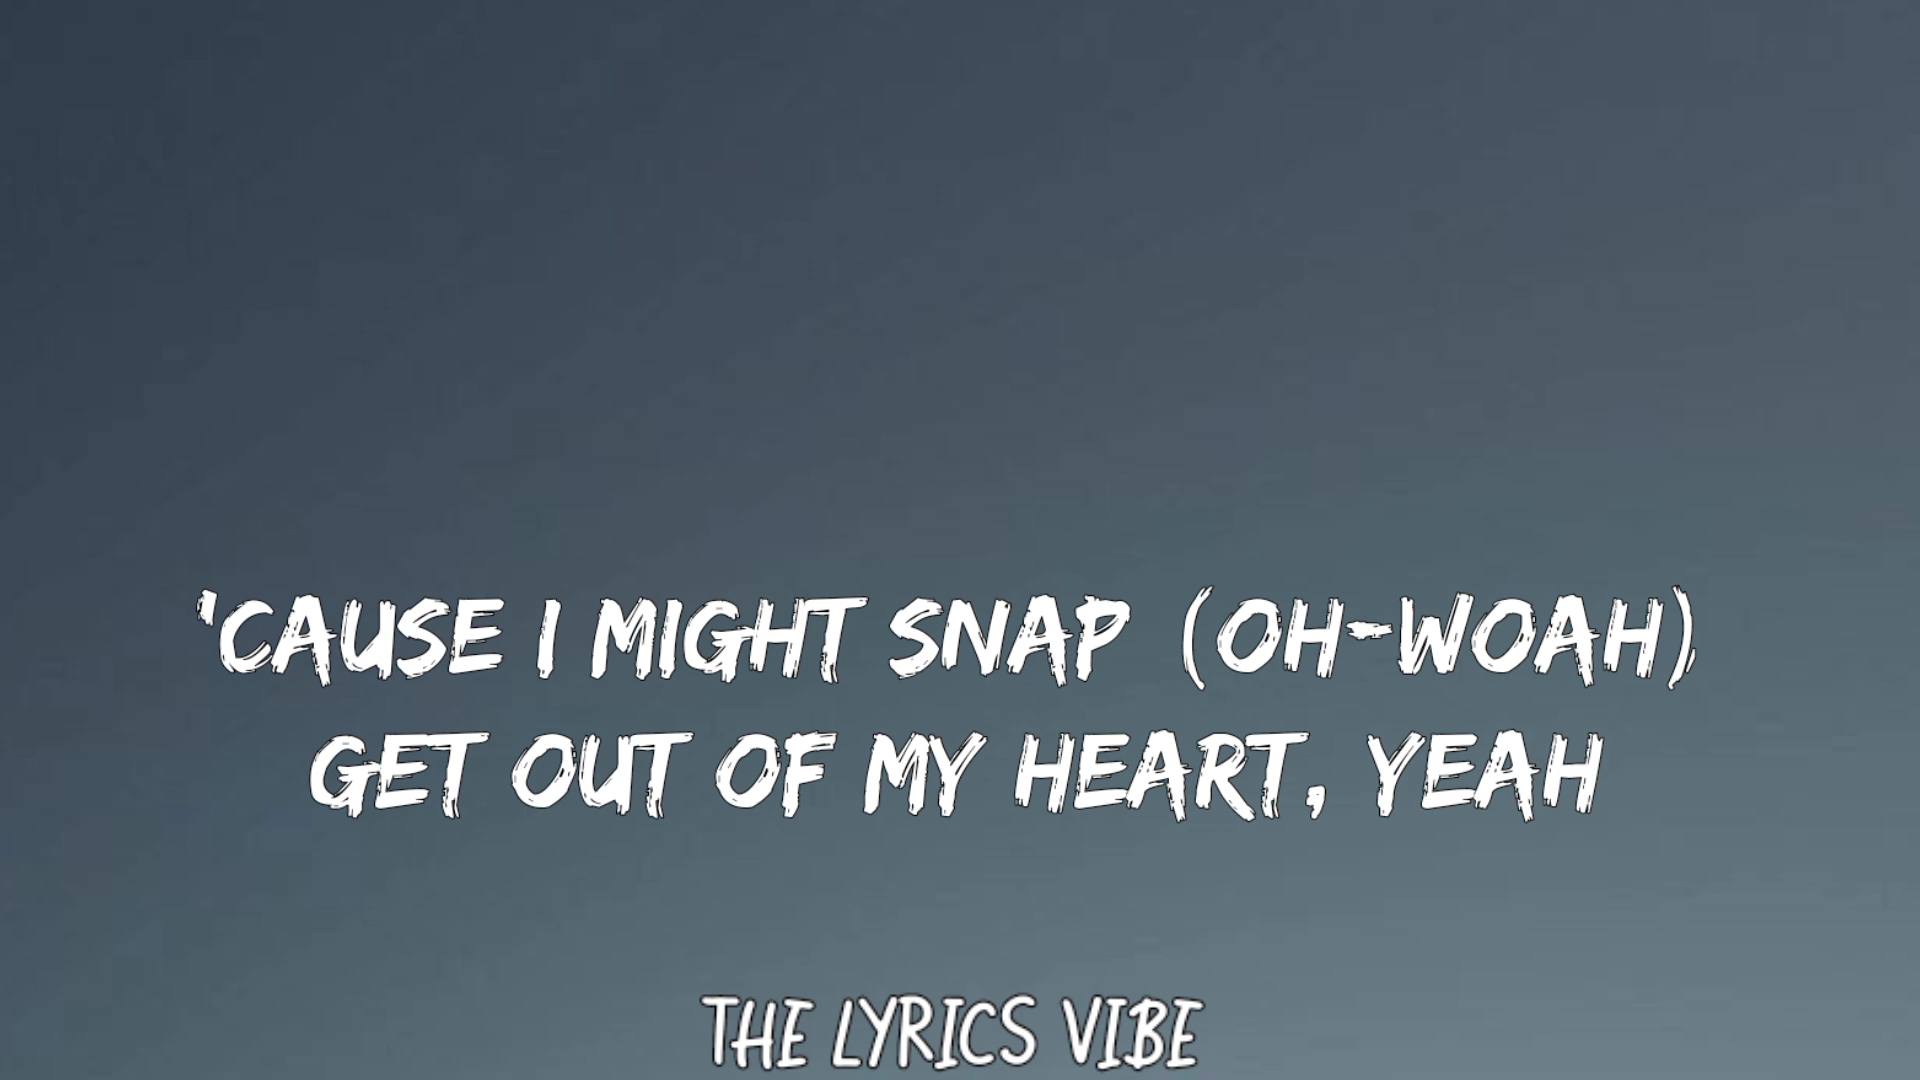 'CAUSE I MIGHT SNAP (OH-WOAH)
GET OUT OF MY HEART, YEAH
THE LYRICS VIBE